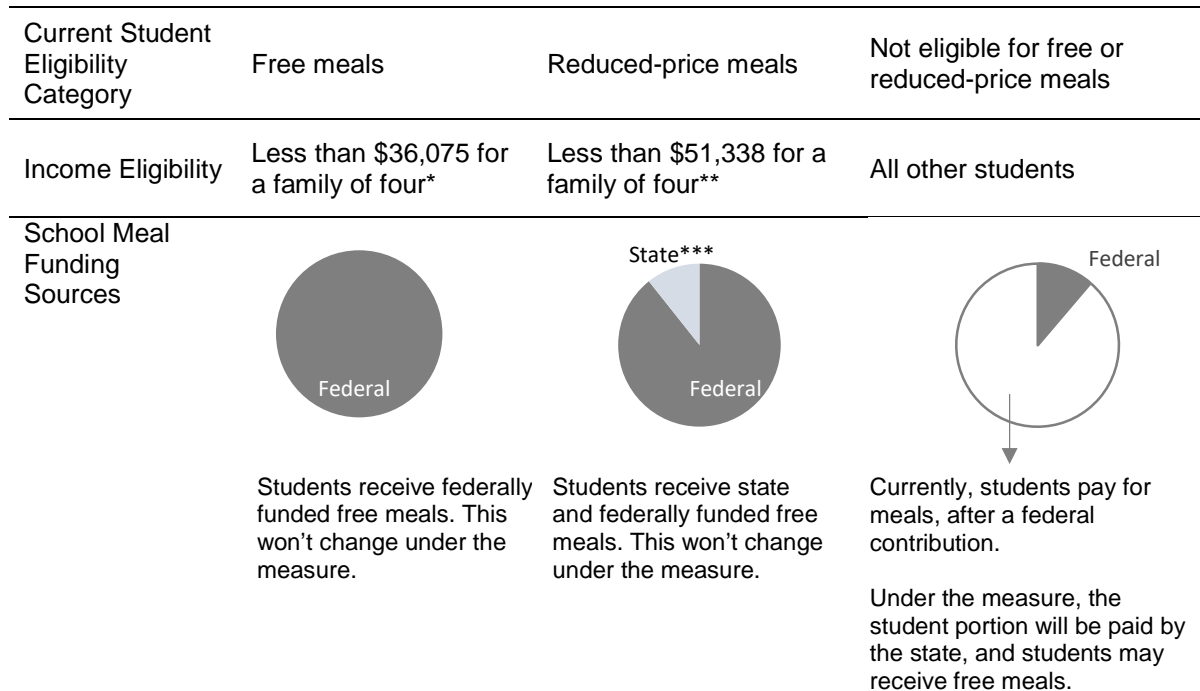 Current Student
Eligibility
Category
Free meals
Reduced-price meals
Not eligible for free or
reduced-price meals
Income Eligibility
Less than $36,075 for
a family of four*
Less than $51,338 for a
family of four**
All other students
School Meal
Funding
Sources
Federal
State***
Federal
Federal
Students receive federally
funded free meals. This
won’t change under the
measure.
Students receive state
and federally funded free
meals. This won’t change
under the measure.
Currently, students pay for
meals, after a federal
contribution.
Under the measure, the
student portion will be paid by
the state, and students may
receive free meals.